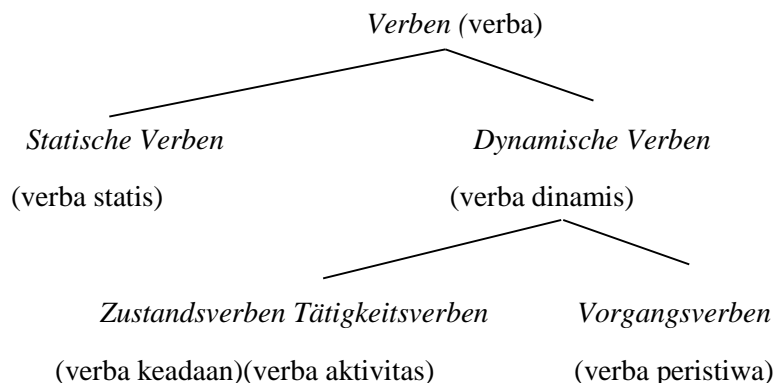 Verben (verba)
Statische Verben Dynamische Verben
(verba statis) (verba dinamis)
Zustandsverben Tätigkeitsverben Vorgangsverben
(verba keadaan)(verba aktivitas) (verba peristiwa)